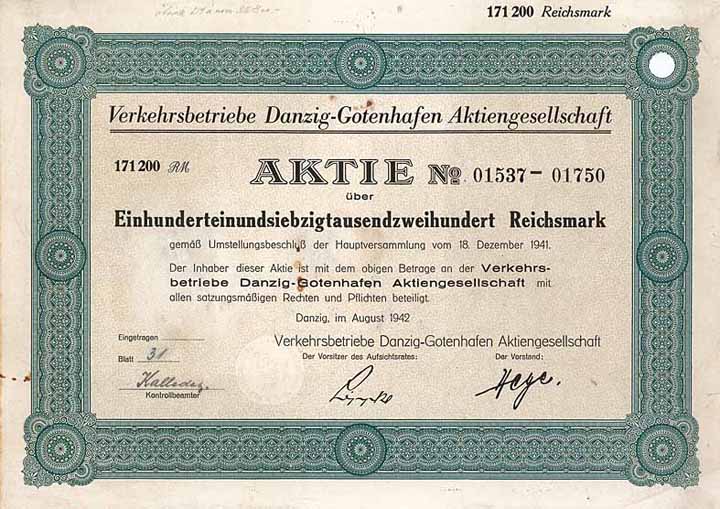 171 200 Reichsmark
Verkehrsbetriebe Danzig-Gotenhafen Aktiengesellschaft
171 200 RM AKTIE No 01537 — 01750
über
Einhunderteinundsiebzigtausendzweihundert Reichsmark
gemäß Umstellungsbeschluß der Hauptversammlung vom 18. Dezember 1941.
Der Inhaber dieser Aktie ist mit dem obigen Betrage an der Verkehrs-
betriebe Danzig-Gotenhafen Aktiengesellschaft mit
allen satzungsmäßigen Rechten und Pflichten beteiligt.
Danzig, im August 1942
Eingetragen
Verkehrsbetriebe Danzig-Gotenhafen Aktiengesellschaft
Blatt 31
Der Vorsitzer des Aufsichtsrates: Der Vorstand:
Kontrollbeamter